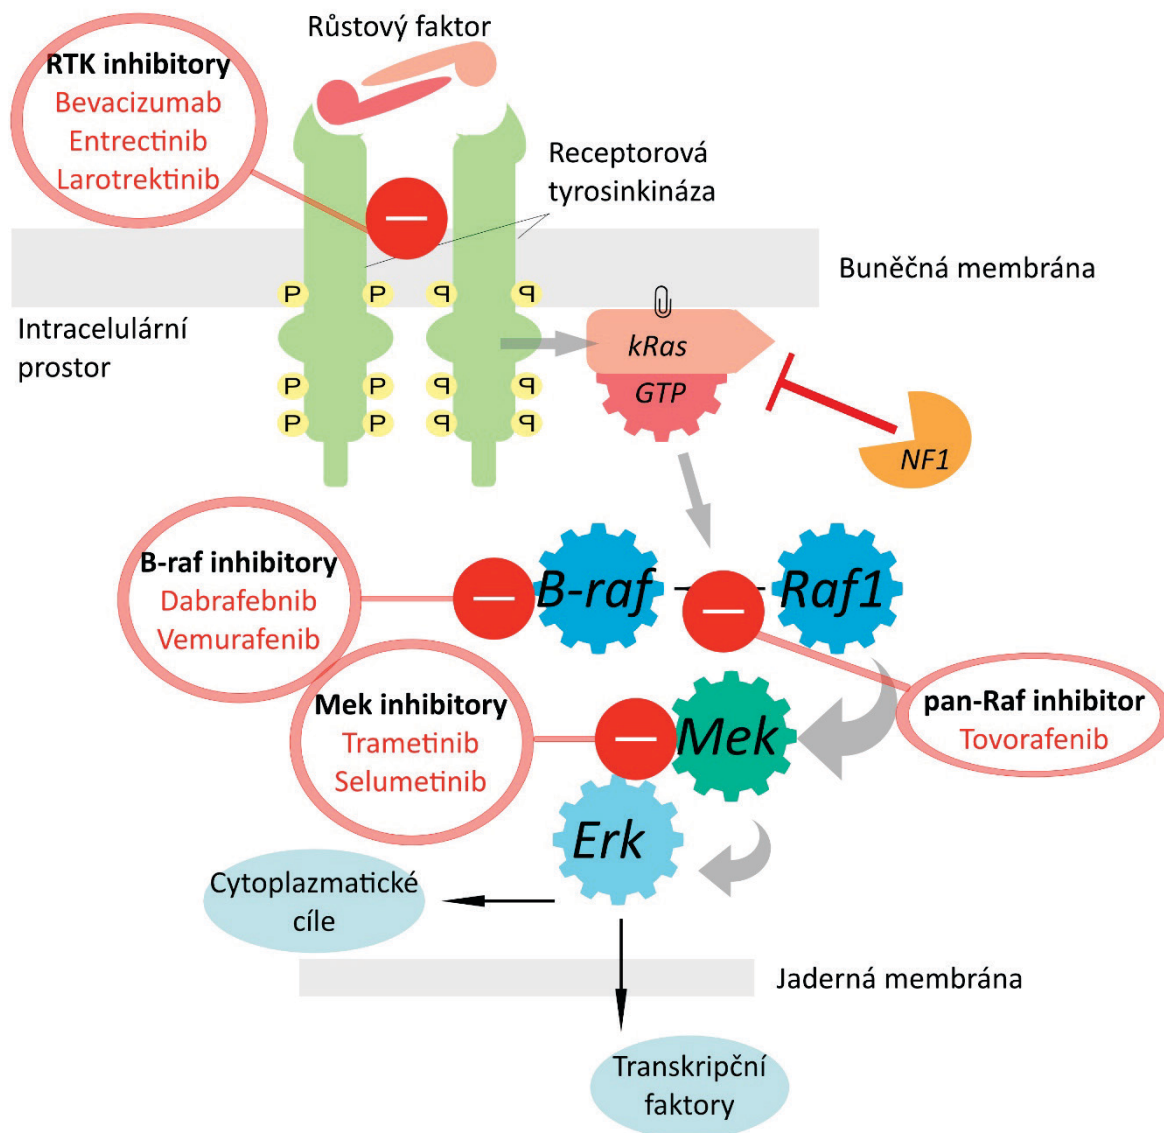 Růstový faktor
RTK inhibitory
Bevacizumab
Entrectinib
Larotrektinib
Receptorová
tyrosinkináza
Buněčná membrána
Intracelulární
prostor
P P P P
P P P P
P P P P
kRas
GTP
NF1
B-raf inhibitory
Dabrafebnib
Vemurafenib
B-raf
Raf1
Mek inhibitory
Trametinib
Selumetinib
Mek
pan-Raf inhibitor
Tovorafenib
Erk
Cytoplazmatické
cíle
Jaderná membrána
Transkripční
faktory